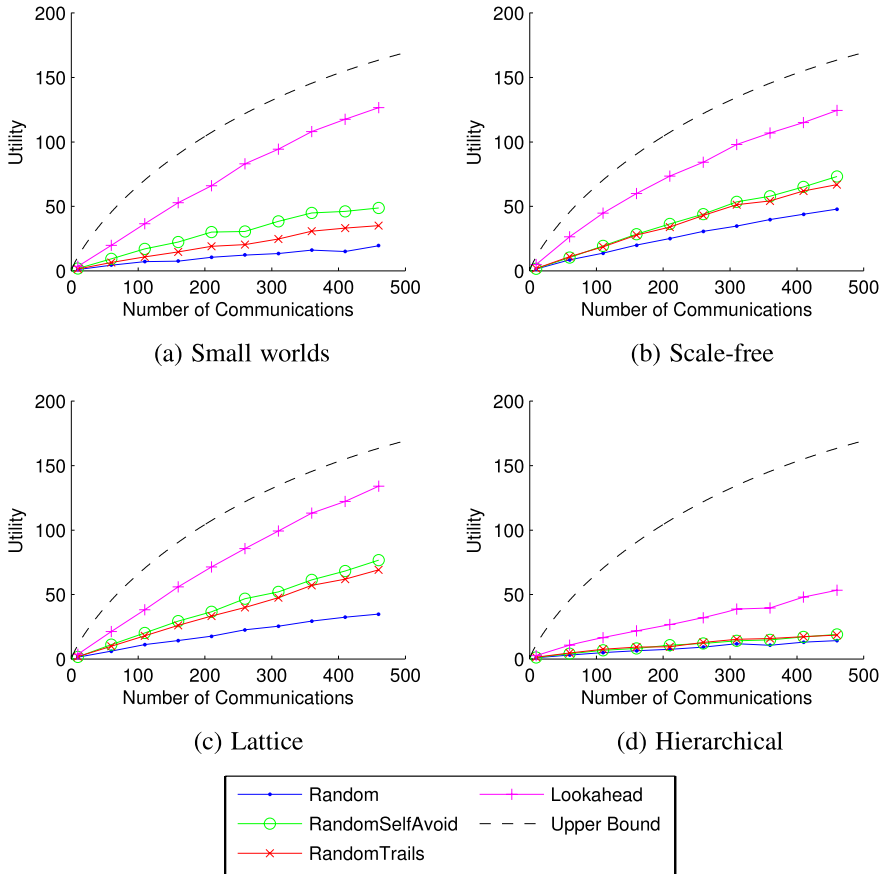 200
150
100
50
0
Utility
0 100 200 300 400 500
Number of Communications
(a) Small worlds
200
150
100
50
0
Utility
0 100 200 300 400 500
Number of Communications
(b) Scale-free
200
150
100
50
0
Utility
0 100 200 300 400 500
Number of Communications
(c) Lattice
200
150
100
50
0
Utility
0 100 200 300 400 500
Number of Communications
(d) Hierarchical
Random
RandomSelfAvoid
RandomTrails
Lookahead
Upper Bound